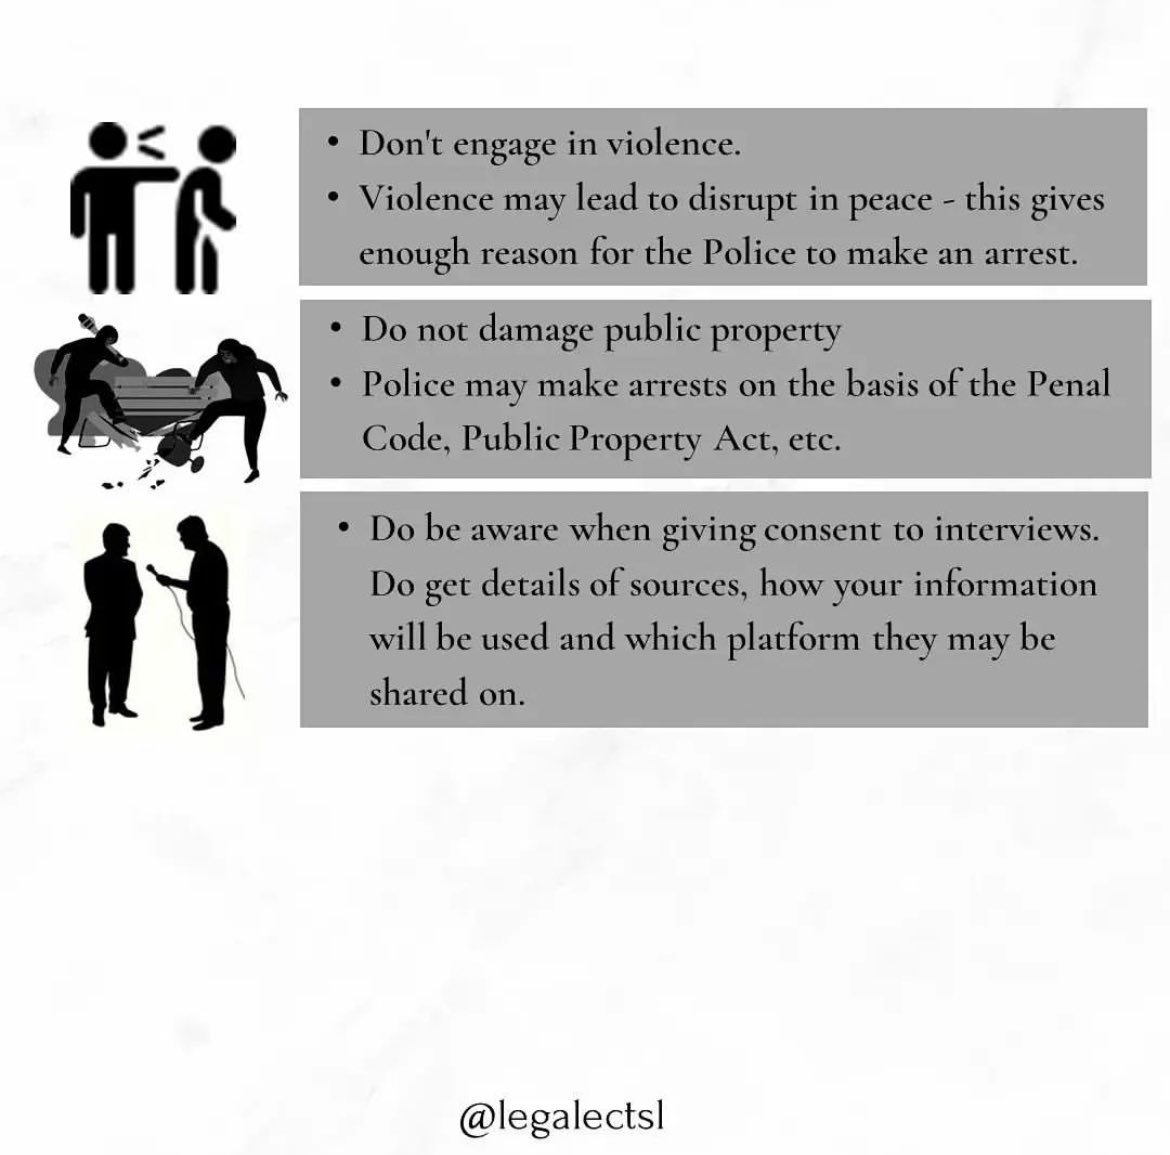 • Don't engage in violence.
• Violence may lead to disrupt in peace - this gives
enough reason for the Police to make an arrest.
• Do not damage public property
• Police may make arrests on the basis of the Penal
Code, Public Property Act, etc.
• Do be aware when giving consent to interviews.
Do get details of sources, how your information
will be used and which platform they may be
shared on.
@legalectsl